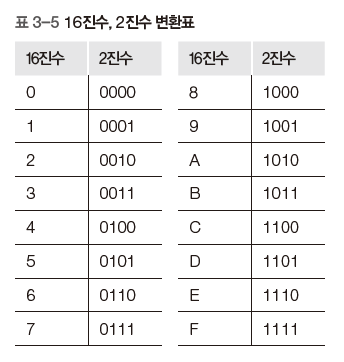 표 3-5 16진수, 2진수 변환표
16진수 2진수 16진수 2진수
0 0000 8 1000
1 0001 9 1001
2 0010 A 1010
3 0011 B 1011
4 0100 C 1100
5 0101 D 1101
6 0110 E 1110
7 0111 F 1111